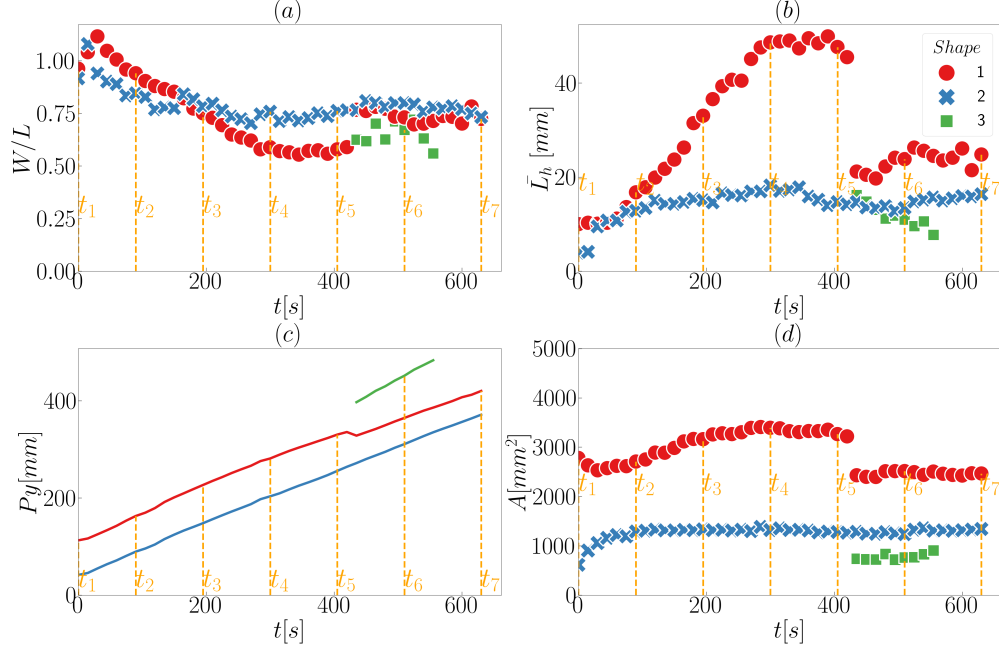 (a)
1.00
0.75
0.50
0.25
0.00
W/L
t1 t2 t3 t4 t5 t6 t7
0 200 400 600
t[s]
(b)
Shape
1
2
3
40
20
0
L̄h [mm]
t1 t2 t3 t4 t5 t6 t7
0 200 400 600
t[s]
(c)
400
200
0
Py[mm]
t1 t2 t3 t4 t5 t6 t7
0 200 400 600
t[s]
(d)
5000
4000
3000
2000
1000
0
A[mm²]
t1 t2 t3 t4 t5 t6 t7
0 200 400 600
t[s]